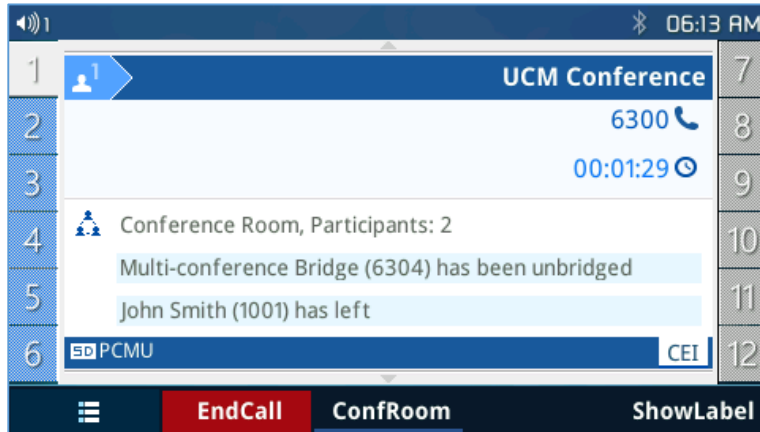 1 06:13 AM
1 1 UCM Conference 7
2 6300 8
3 00:01:29 9
4 Conference Room, Participants: 2 10
Multi-conference Bridge (6304) has been unbridged
5 John Smith (1001) has left 11
6 SD PCMU CEI 12
EndCall ConfRoom ShowLabel